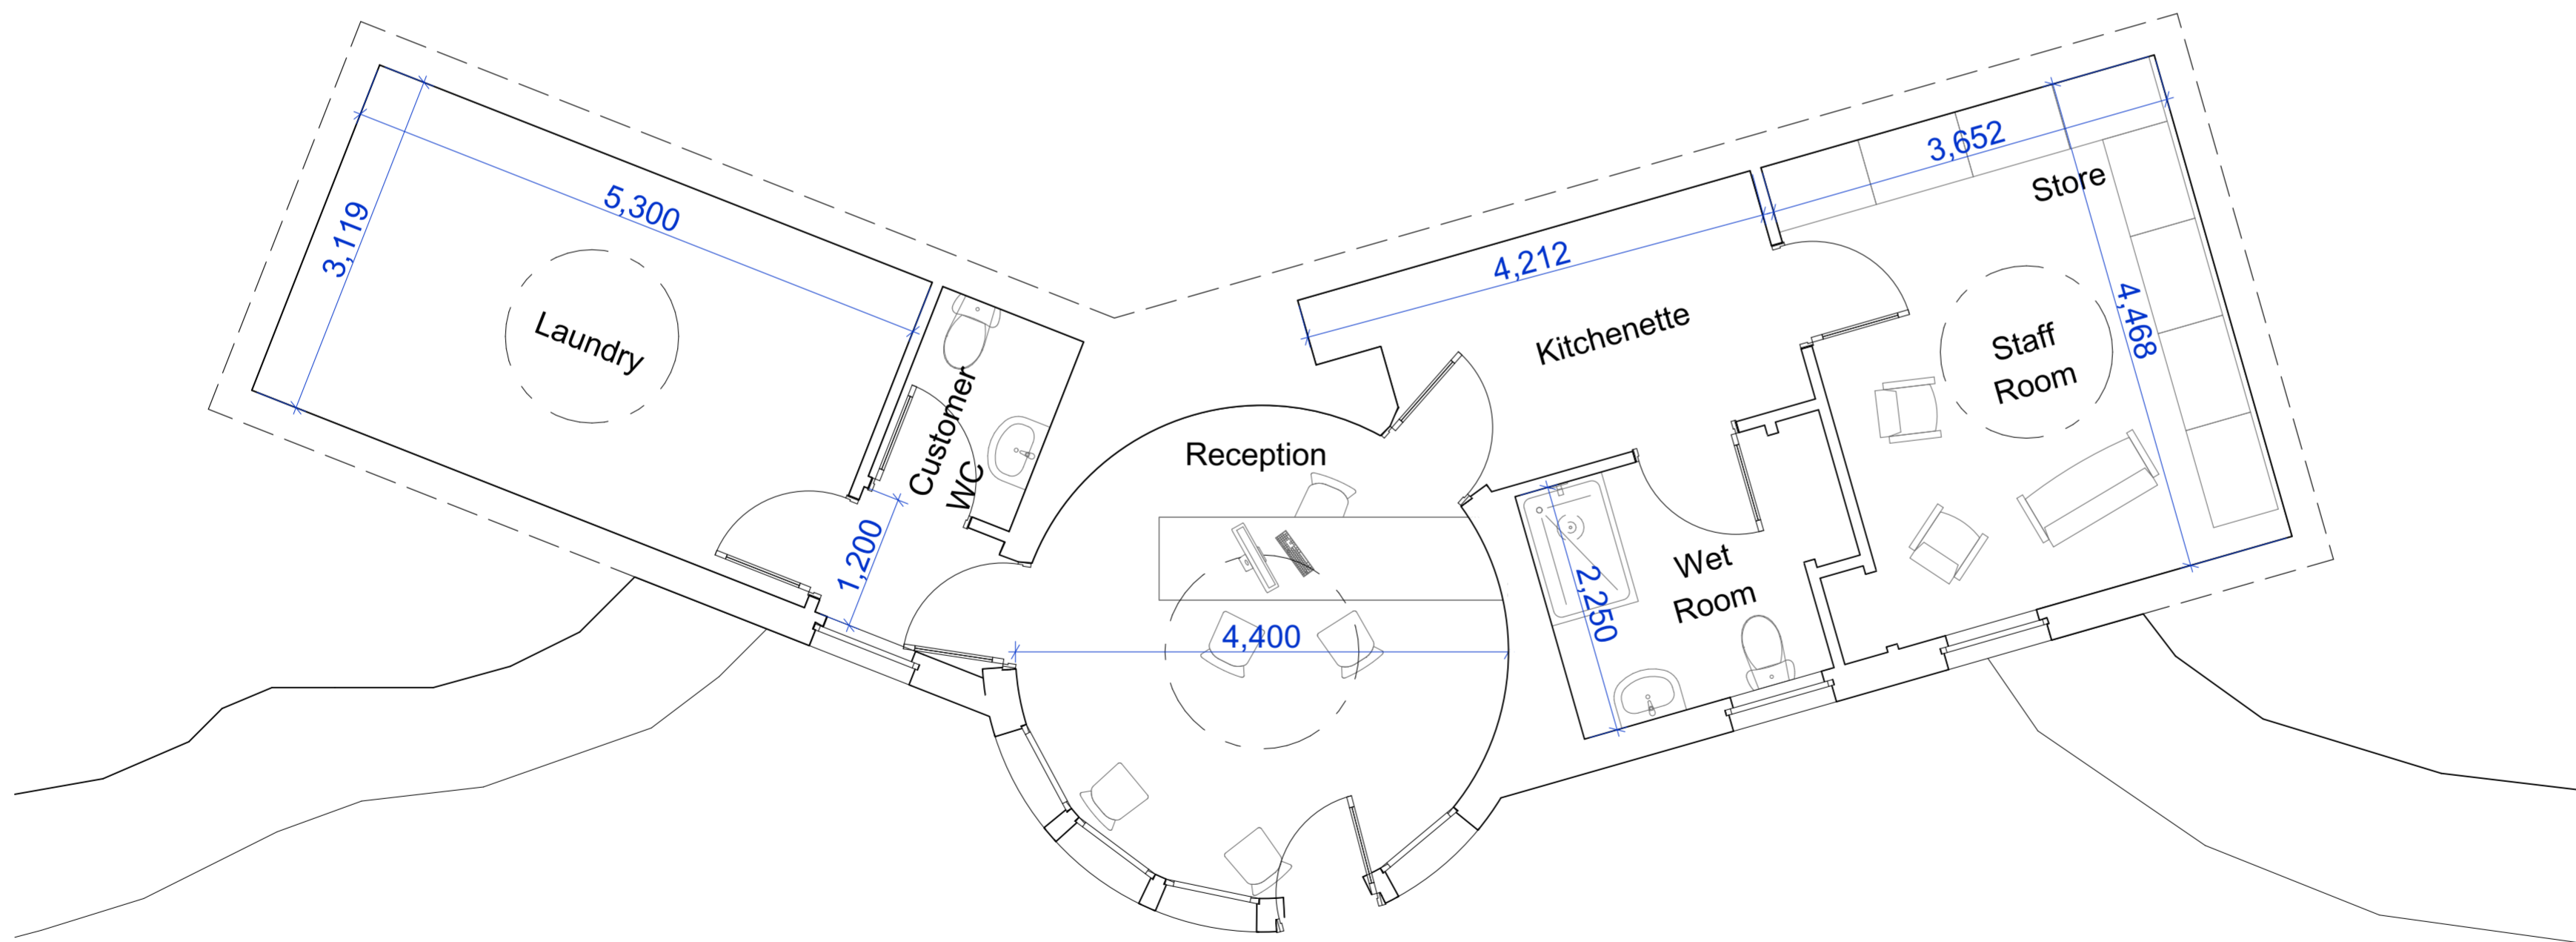 3,119
5,300
Laundry
Customer
WC
1,200
Reception
4,400
4,212
Kitchenette
3,652
Store
Staff
Room
4,468
Wet
Room
2,250